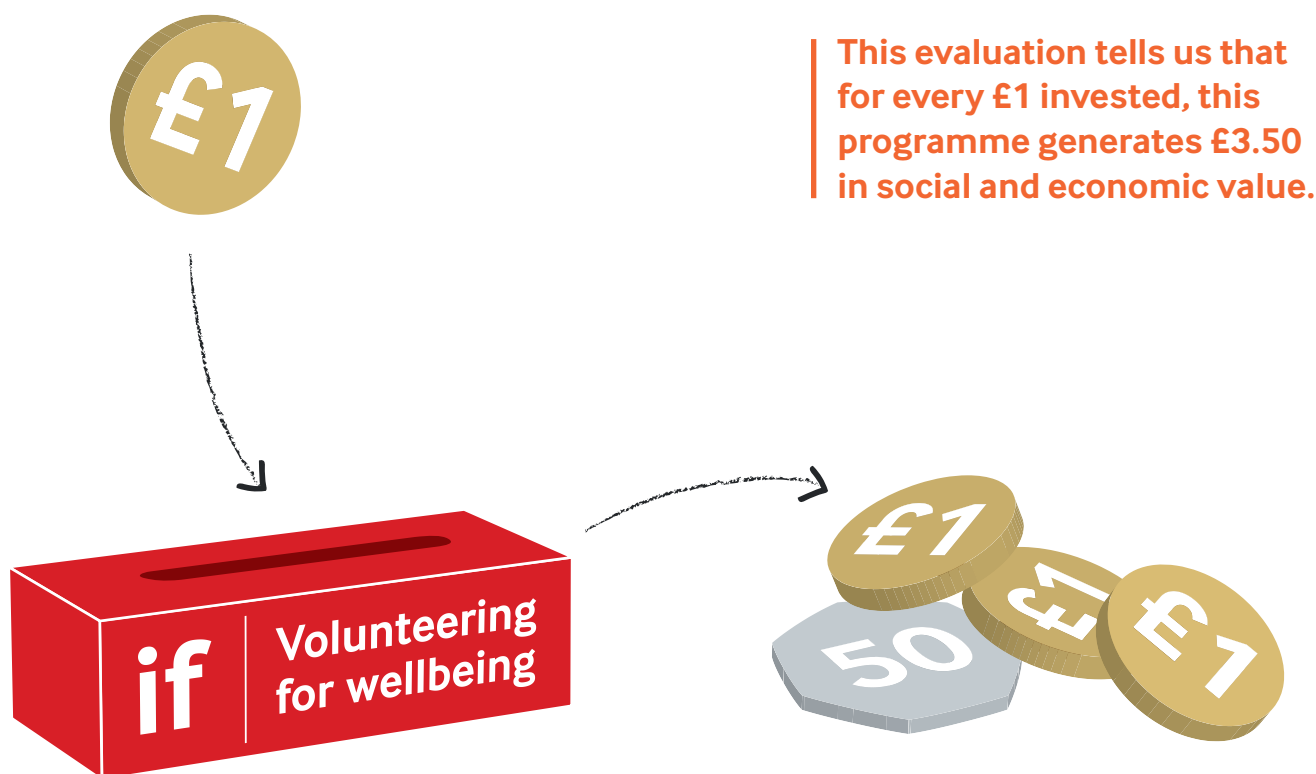 £1
This evaluation tells us that
for every £1 invested, this
programme generates £3.50
in social and economic value.
if
Volunteering
for wellbeing
£1
£1
£1
50